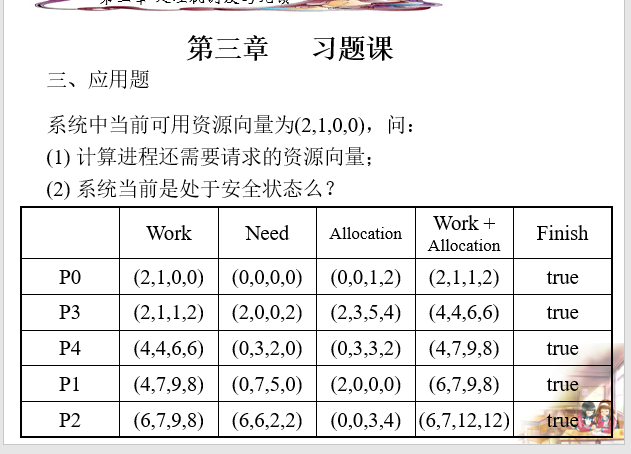 第三章 习题课
三、应用题
系统中当前可用资源向量为(2,1,0,0)，问：
(1) 计算进程还需要请求的资源向量；
(2) 系统当前是处于安全状态么？
Work Need Allocation Work + Allocation Finish
P0 (2,1,0,0) (0,0,0,0) (0,0,1,2) (2,1,1,2) true
P3 (2,1,1,2) (2,0,0,2) (2,3,5,4) (4,4,6,6) true
P4 (4,4,6,6) (0,3,2,0) (0,3,3,2) (4,7,9,8) true
P1 (4,7,9,8) (0,7,5,0) (2,0,0,0) (6,7,9,8) true
P2 (6,7,9,8) (6,6,2,2) (0,0,3,4) (6,7,12,12) true